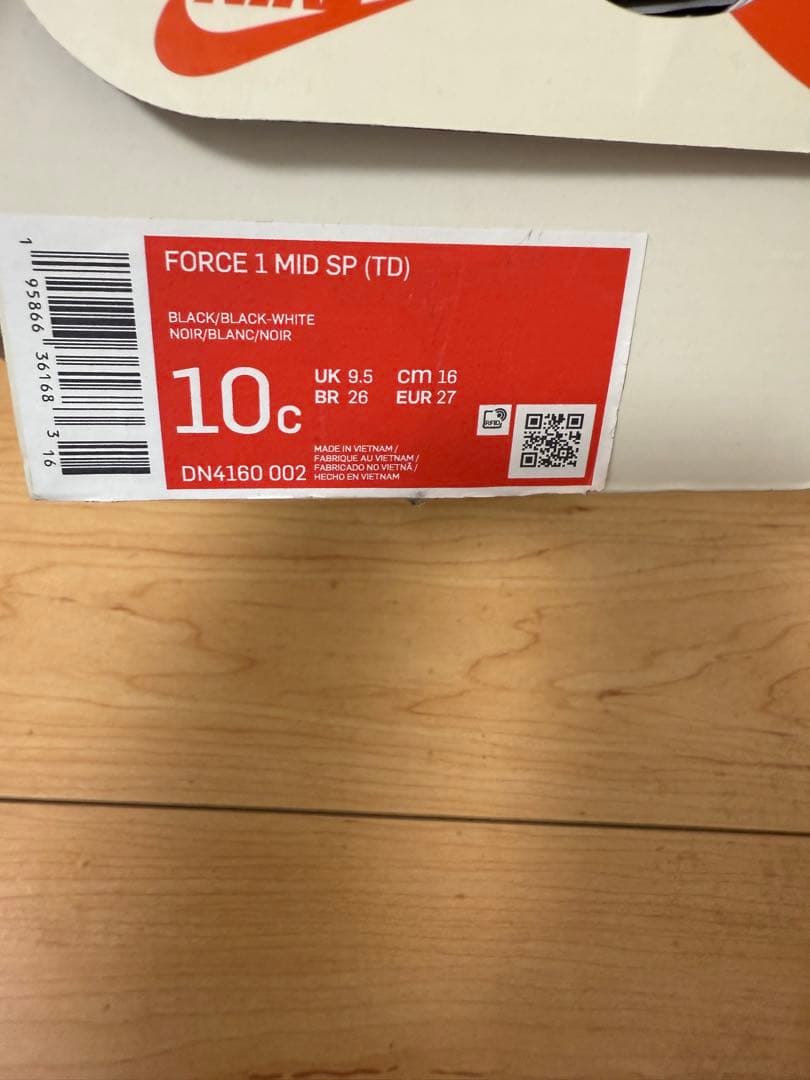 NIKE
FORCE 1 MID SP (TD)
BLACK/BLACK-WHITE
NOIR/BLANC/NOIR
10C
UK 9.5 cm 16
BR 26 EUR 27
RFID
MADE IN VIETNAM /
FABRIQUE AU VIETNAM /
FABRICADO NO VIETNÃ /
HECHO EN VIETNAM
DN4160 002
1 95866 36168 3 16